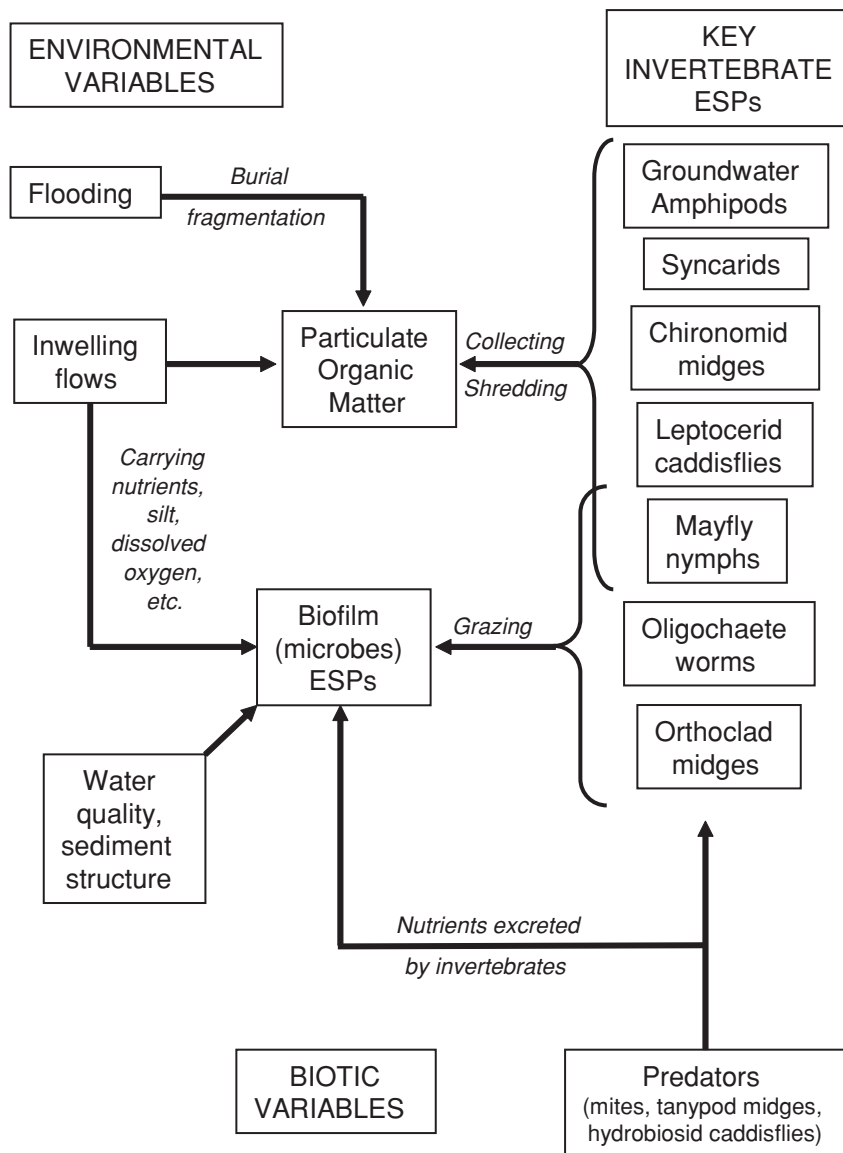 ENVIRONMENTAL
VARIABLES
KEY
INVERTEBRATE
ESPs
Flooding
Burial
fragmentation
Groundwater
Amphipods
Syncarids
Inwelling
flows
Particulate
Organic
Matter
Collecting
Shredding
Chironomid
midges
Leptocerid
caddisflies
Carrying
nutrients,
silt,
dissolved
oxygen,
etc.
Mayfly
nymphs
Biofilm
(microbes)
ESPs
Grazing
Oligochaete
worms
Orthoclad
midges
Water
quality,
sediment
structure
Nutrients excreted
by invertebrates
BIOTIC
VARIABLES
Predators
(mites, tanypod midges,
hydrobiosid caddisflies)